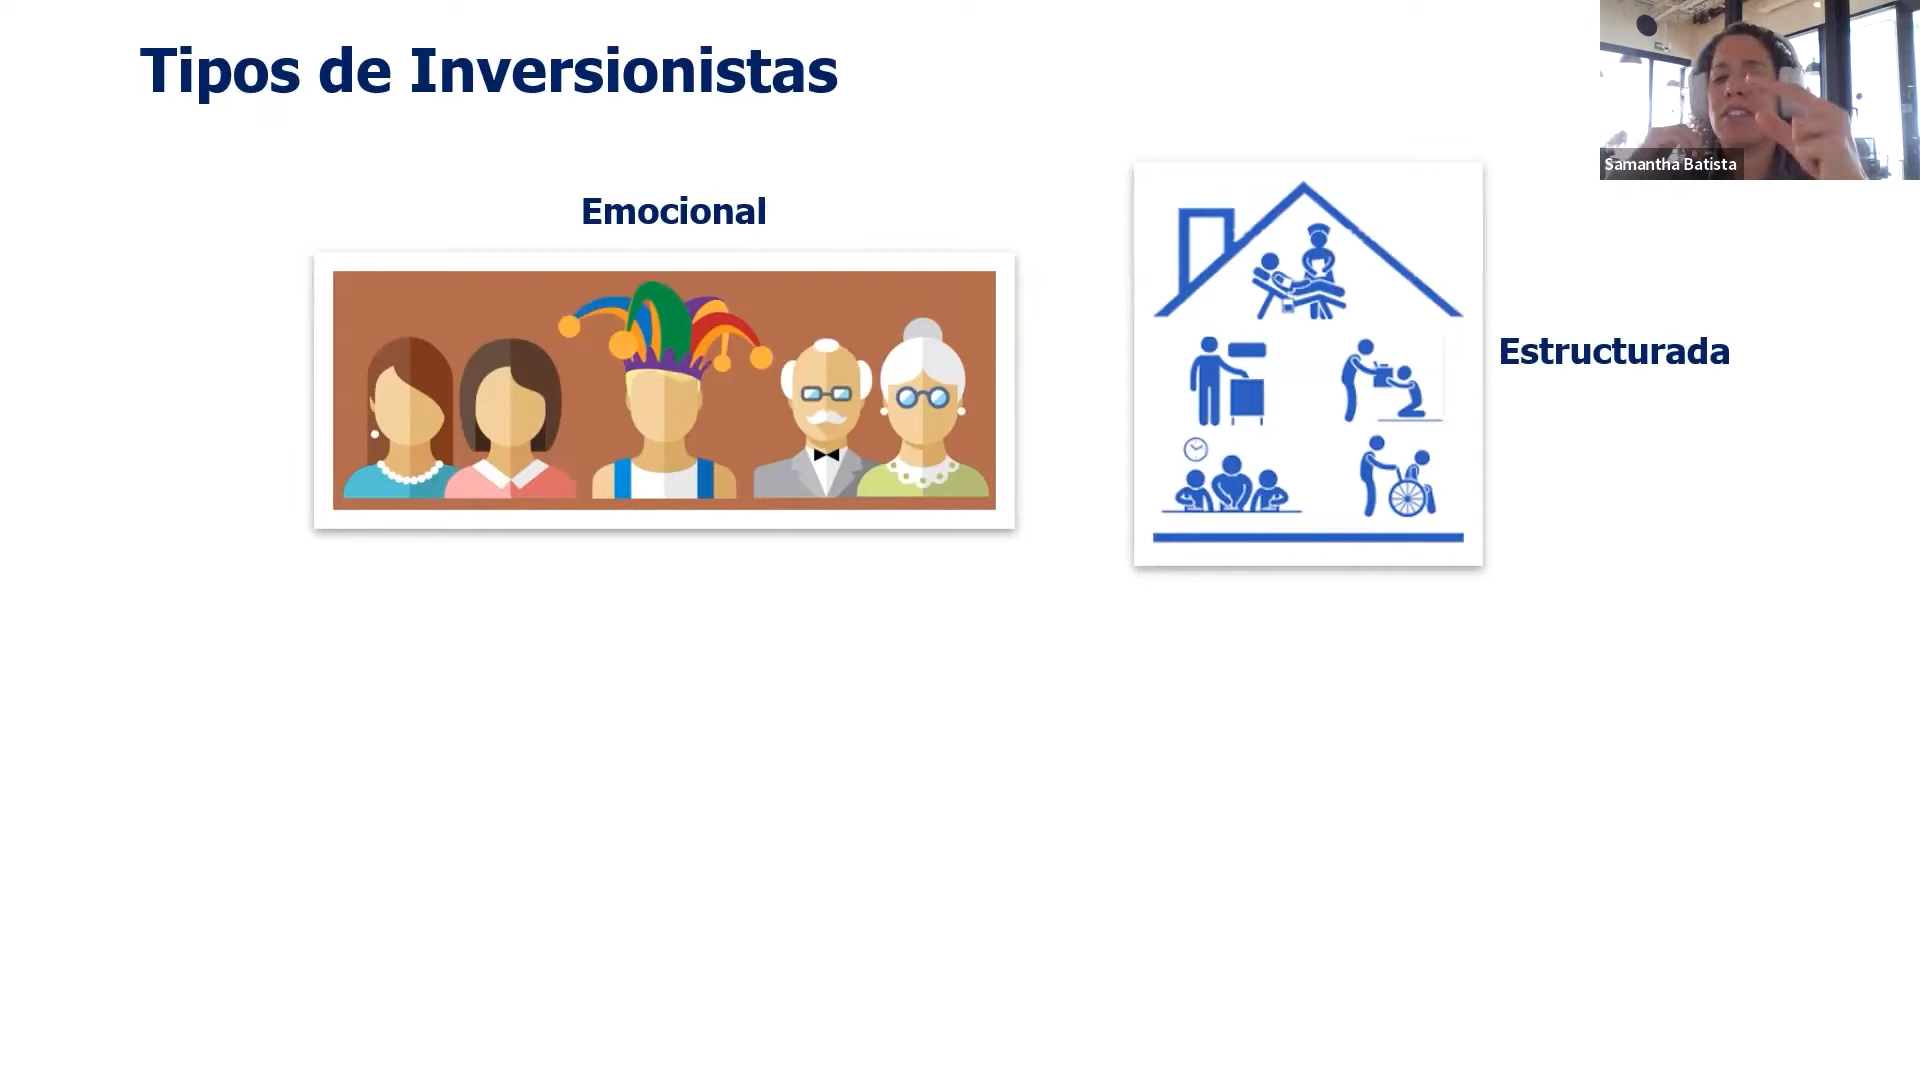 Tipos de Inversionistas
Samantha Batista
Emocional
Estructurada